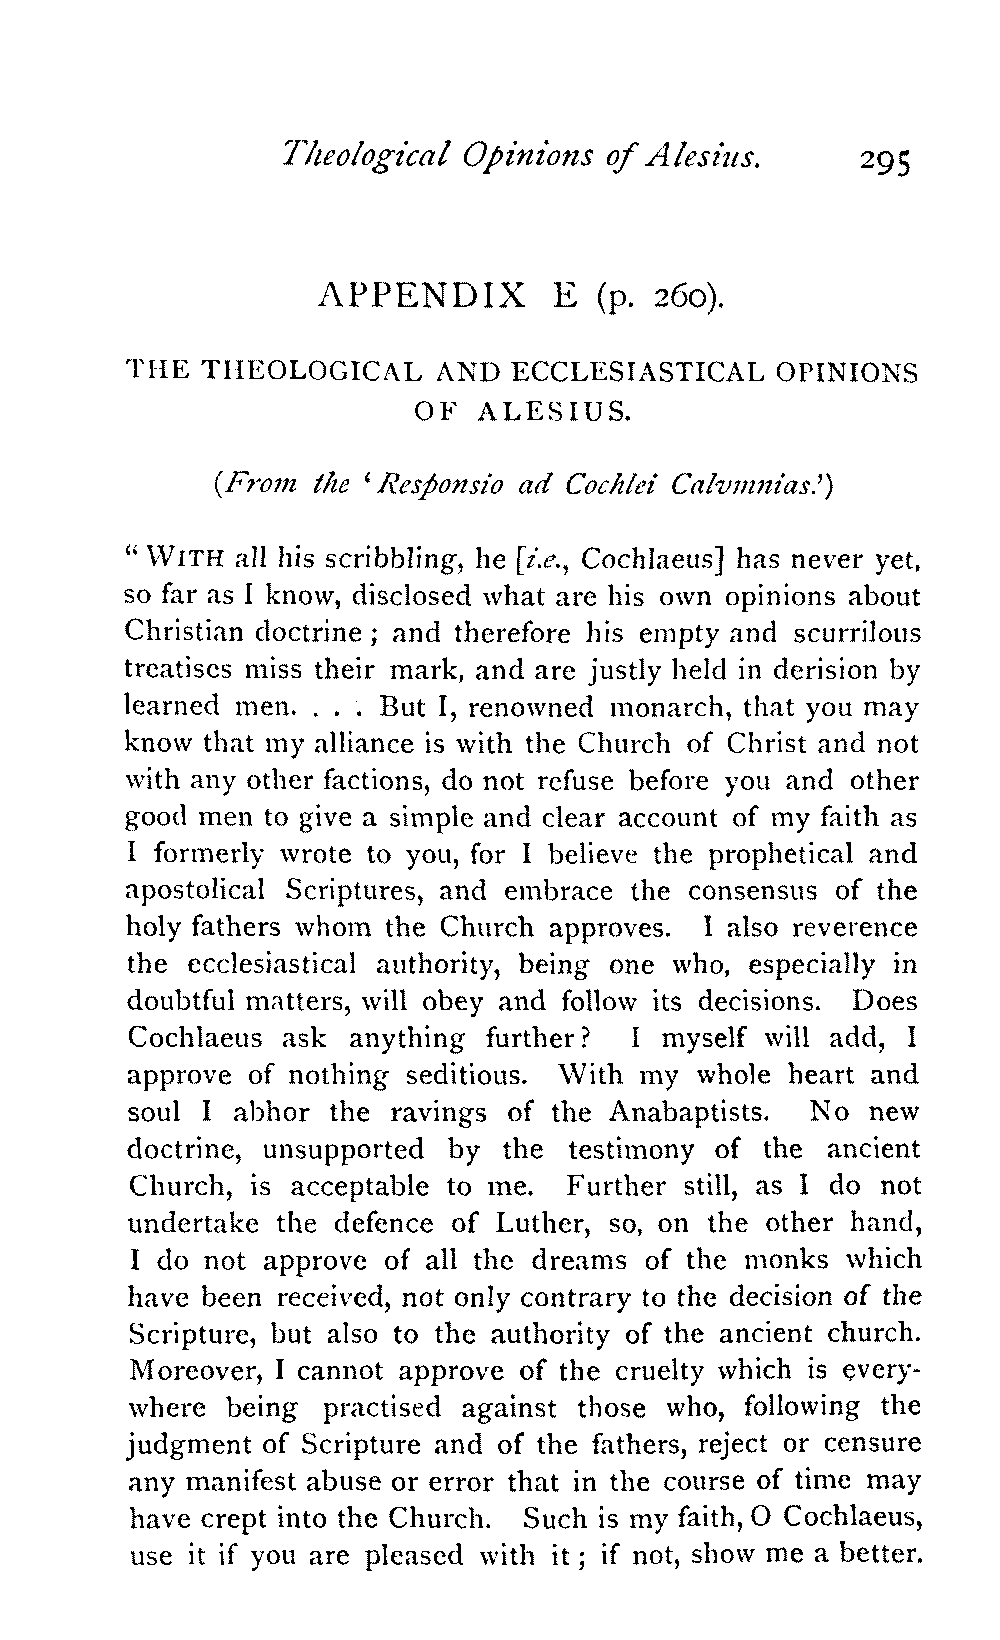 Theological Opinions of Alesius. 295
APPENDIX E (p. 260).
THE THEOLOGICAL AND ECCLESIASTICAL OPINIONS
OF ALESIUS.
(From the ‘Responsio ad Cochlei Calvmnias.’)
“WITH all his scribbling, he [i.e., Cochlaeus] has never yet,
so far as I know, disclosed what are his own opinions about
Christian doctrine; and therefore his empty and scurrilous
treatises miss their mark, and are justly held in derision by
learned men. . . . But I, renowned monarch, that you may
know that my alliance is with the Church of Christ and not
with any other factions, do not refuse before you and other
good men to give a simple and clear account of my faith as
I formerly wrote to you, for I believe the prophetical and
apostolical Scriptures, and embrace the consensus of the
holy fathers whom the Church approves. I also reverence
the ecclesiastical authority, being one who, especially in
doubtful matters, will obey and follow its decisions. Does
Cochlaeus ask anything further? I myself will add, I
approve of nothing seditious. With my whole heart and
soul I abhor the ravings of the Anabaptists. No new
doctrine, unsupported by the testimony of the ancient
Church, is acceptable to me. Further still, as I do not
undertake the defence of Luther, so, on the other hand,
I do not approve of all the dreams of the monks which
have been received, not only contrary to the decision of the
Scripture, but also to the authority of the ancient church.
Moreover, I cannot approve of the cruelty which is every-
where being practised against those who, following the
judgment of Scripture and of the fathers, reject or censure
any manifest abuse or error that in the course of time may
have crept into the Church. Such is my faith, O Cochlaeus,
use it if you are pleased with it; if not, show me a better.